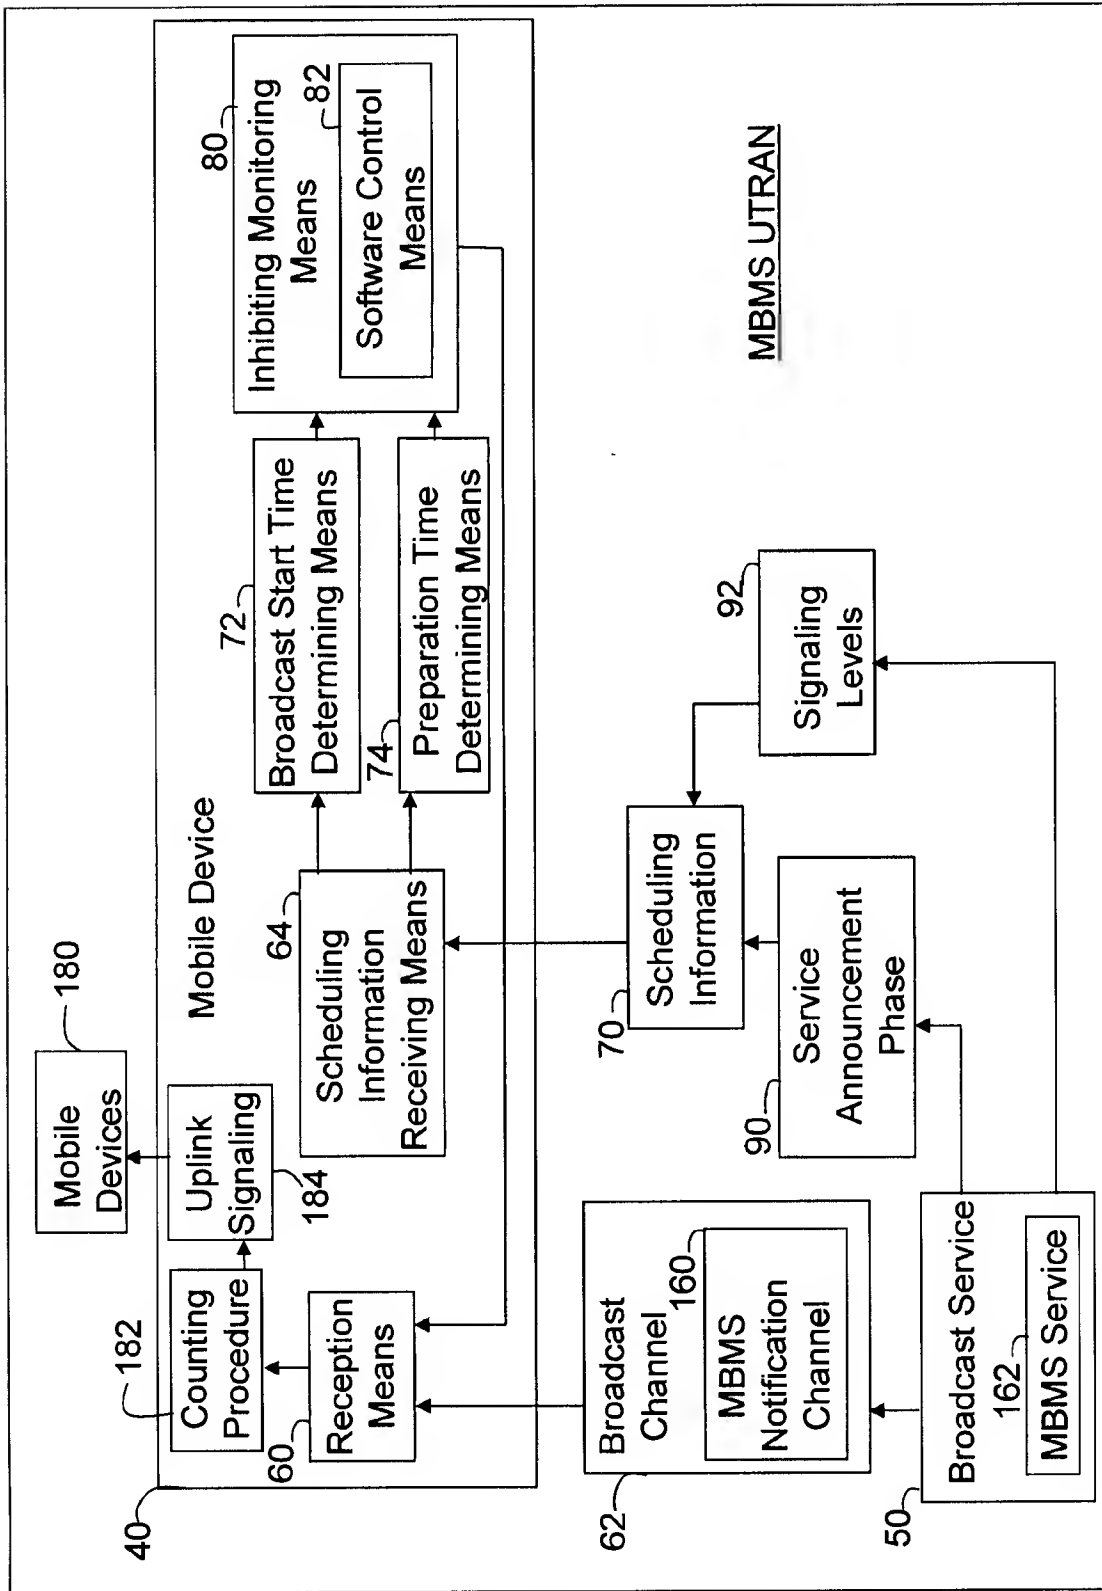 180
Mobile
Devices
40
182
Counting
Procedure
Uplink
Signaling
184
Mobile Device
60
Reception
Means
64
Scheduling
Information
Receiving Means
72
Broadcast Start Time
Determining Means
74
Preparation Time
Determining Means
80
Inhibiting Monitoring
Means
82
Software Control
Means
62
Broadcast
Channel
160
MBMS
Notification
Channel
70
Scheduling
Information
90
Service
Announcement
Phase
92
Signaling
Levels
50
Broadcast Service
162
MBMS Service
MBMS UTRAN